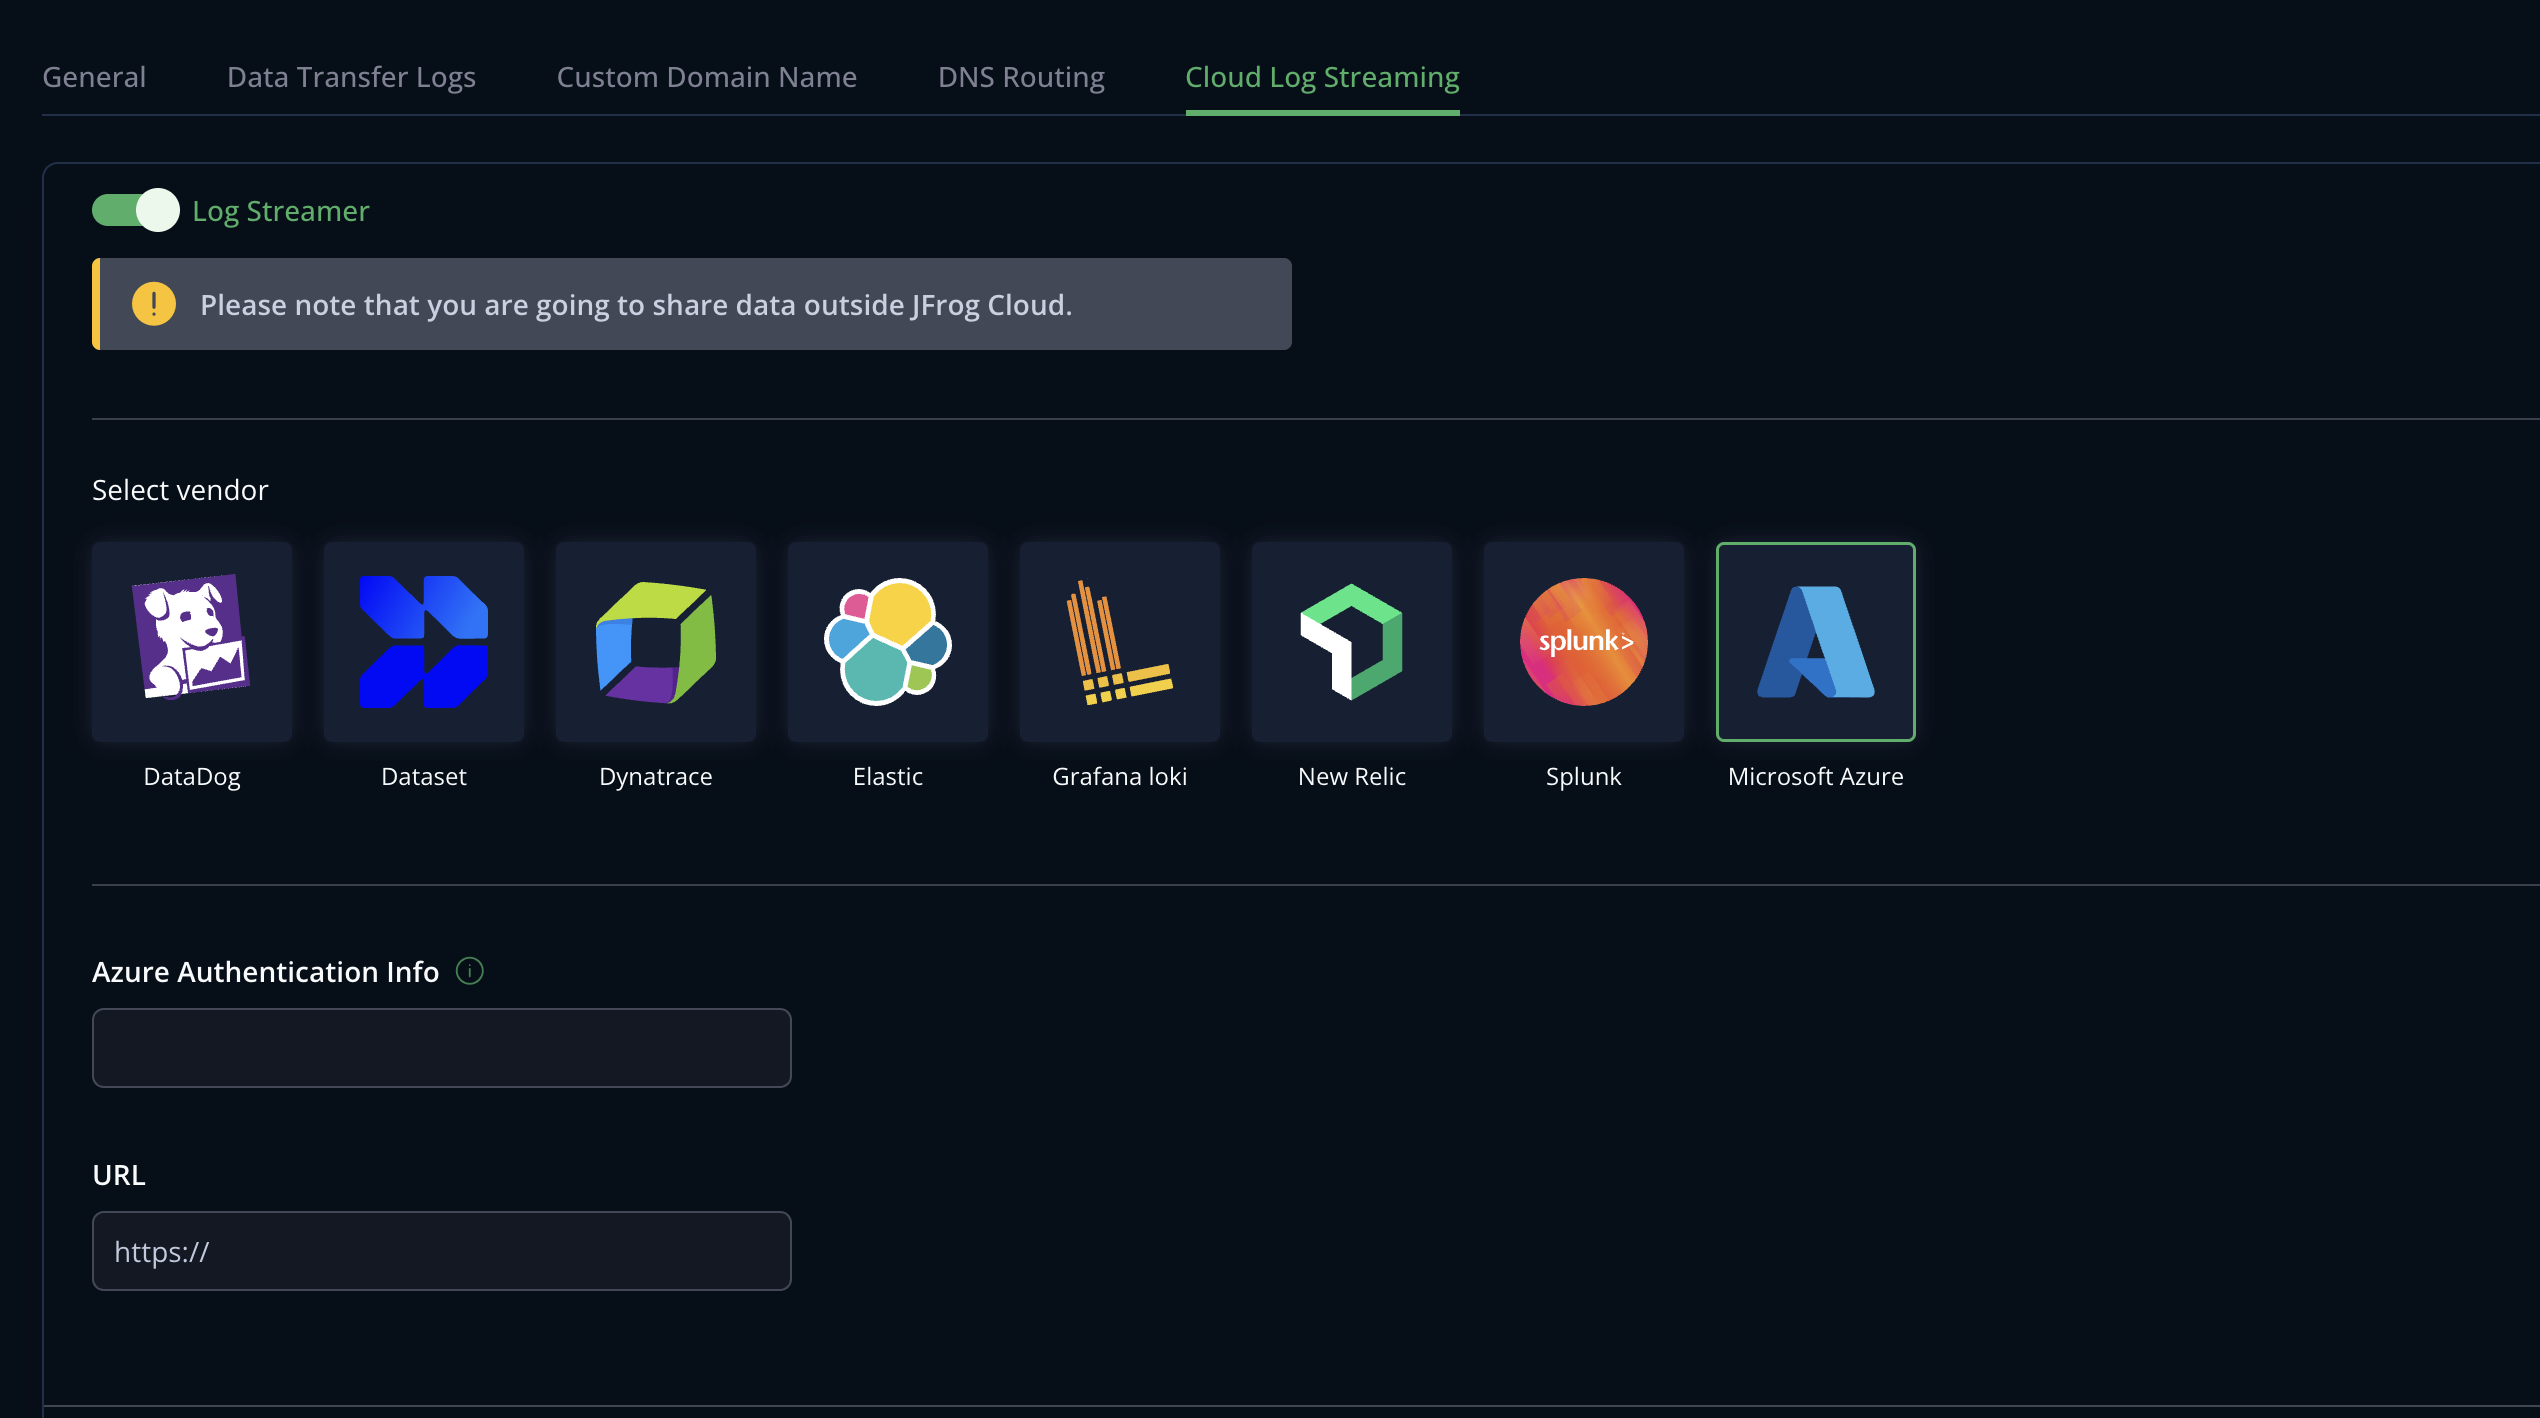 General Data Transfer Logs Custom Domain Name DNS Routing Cloud Log Streaming
Log Streamer
Please note that you are going to share data outside JFrog Cloud.
Select vendor
splunk>
DataDog Dataset Dynatrace Elastic Grafana loki New Relic Splunk Microsoft Azure
Azure Authentication Info
URL
https://